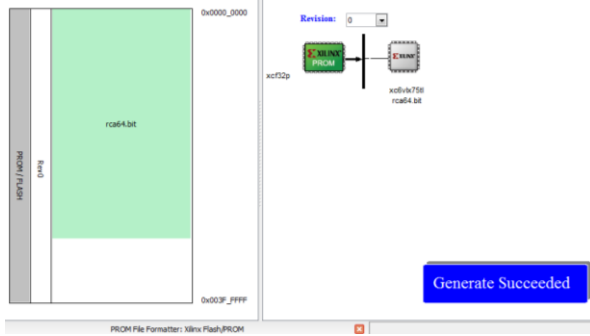 0x0000_0000
rca64.bit
PROM / FLASH
Rev0
0x003F_FFFF
Revision: 0
XILINX
PROM
xcf32p
XILINX
xc6vlx75tl
rca64.bit
Generate Succeeded
PROM File Formatter: Xilinx Flash/PROM